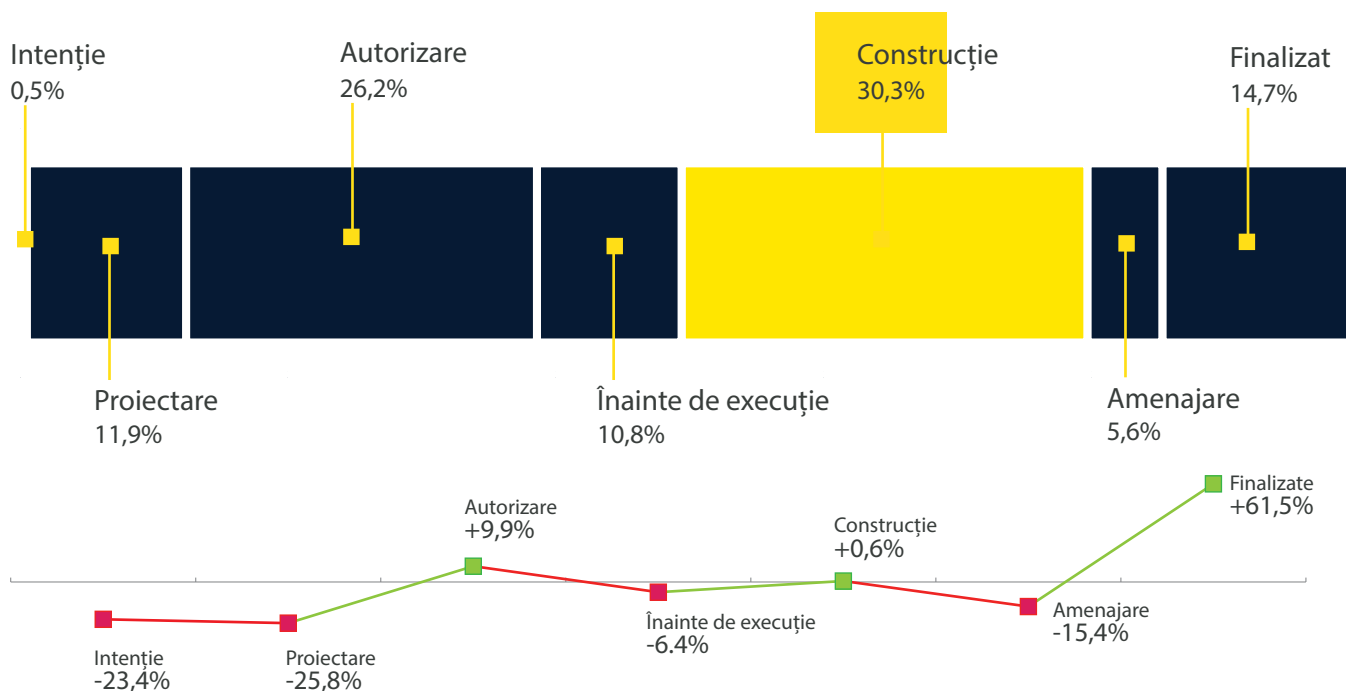 Intenție
0,5%
Autorizare
26,2%
Construcție
30,3%
Finalizat
14,7%
Proiectare
11,9%
Înainte de execuție
10,8%
Amenajare
5,6%
Intenție
-23,4%
Proiectare
-25,8%
Autorizare
+9,9%
Înainte de execuție
-6.4%
Construcție
+0,6%
Amenajare
-15,4%
Finalizate
+61,5%